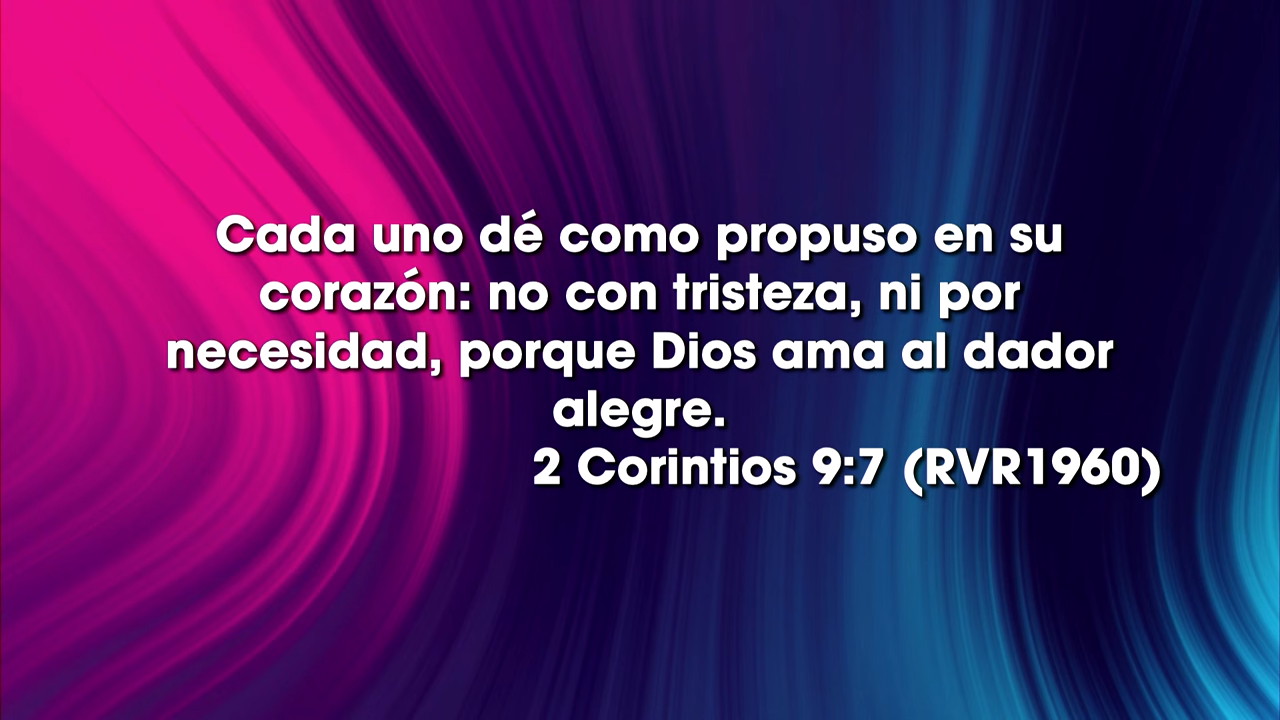 Cada uno dé como propuso en su
corazón: no con tristeza, ni por
necesidad, porque Dios ama al dador
alegre.
2 Corintios 9:7 (RVR1960)